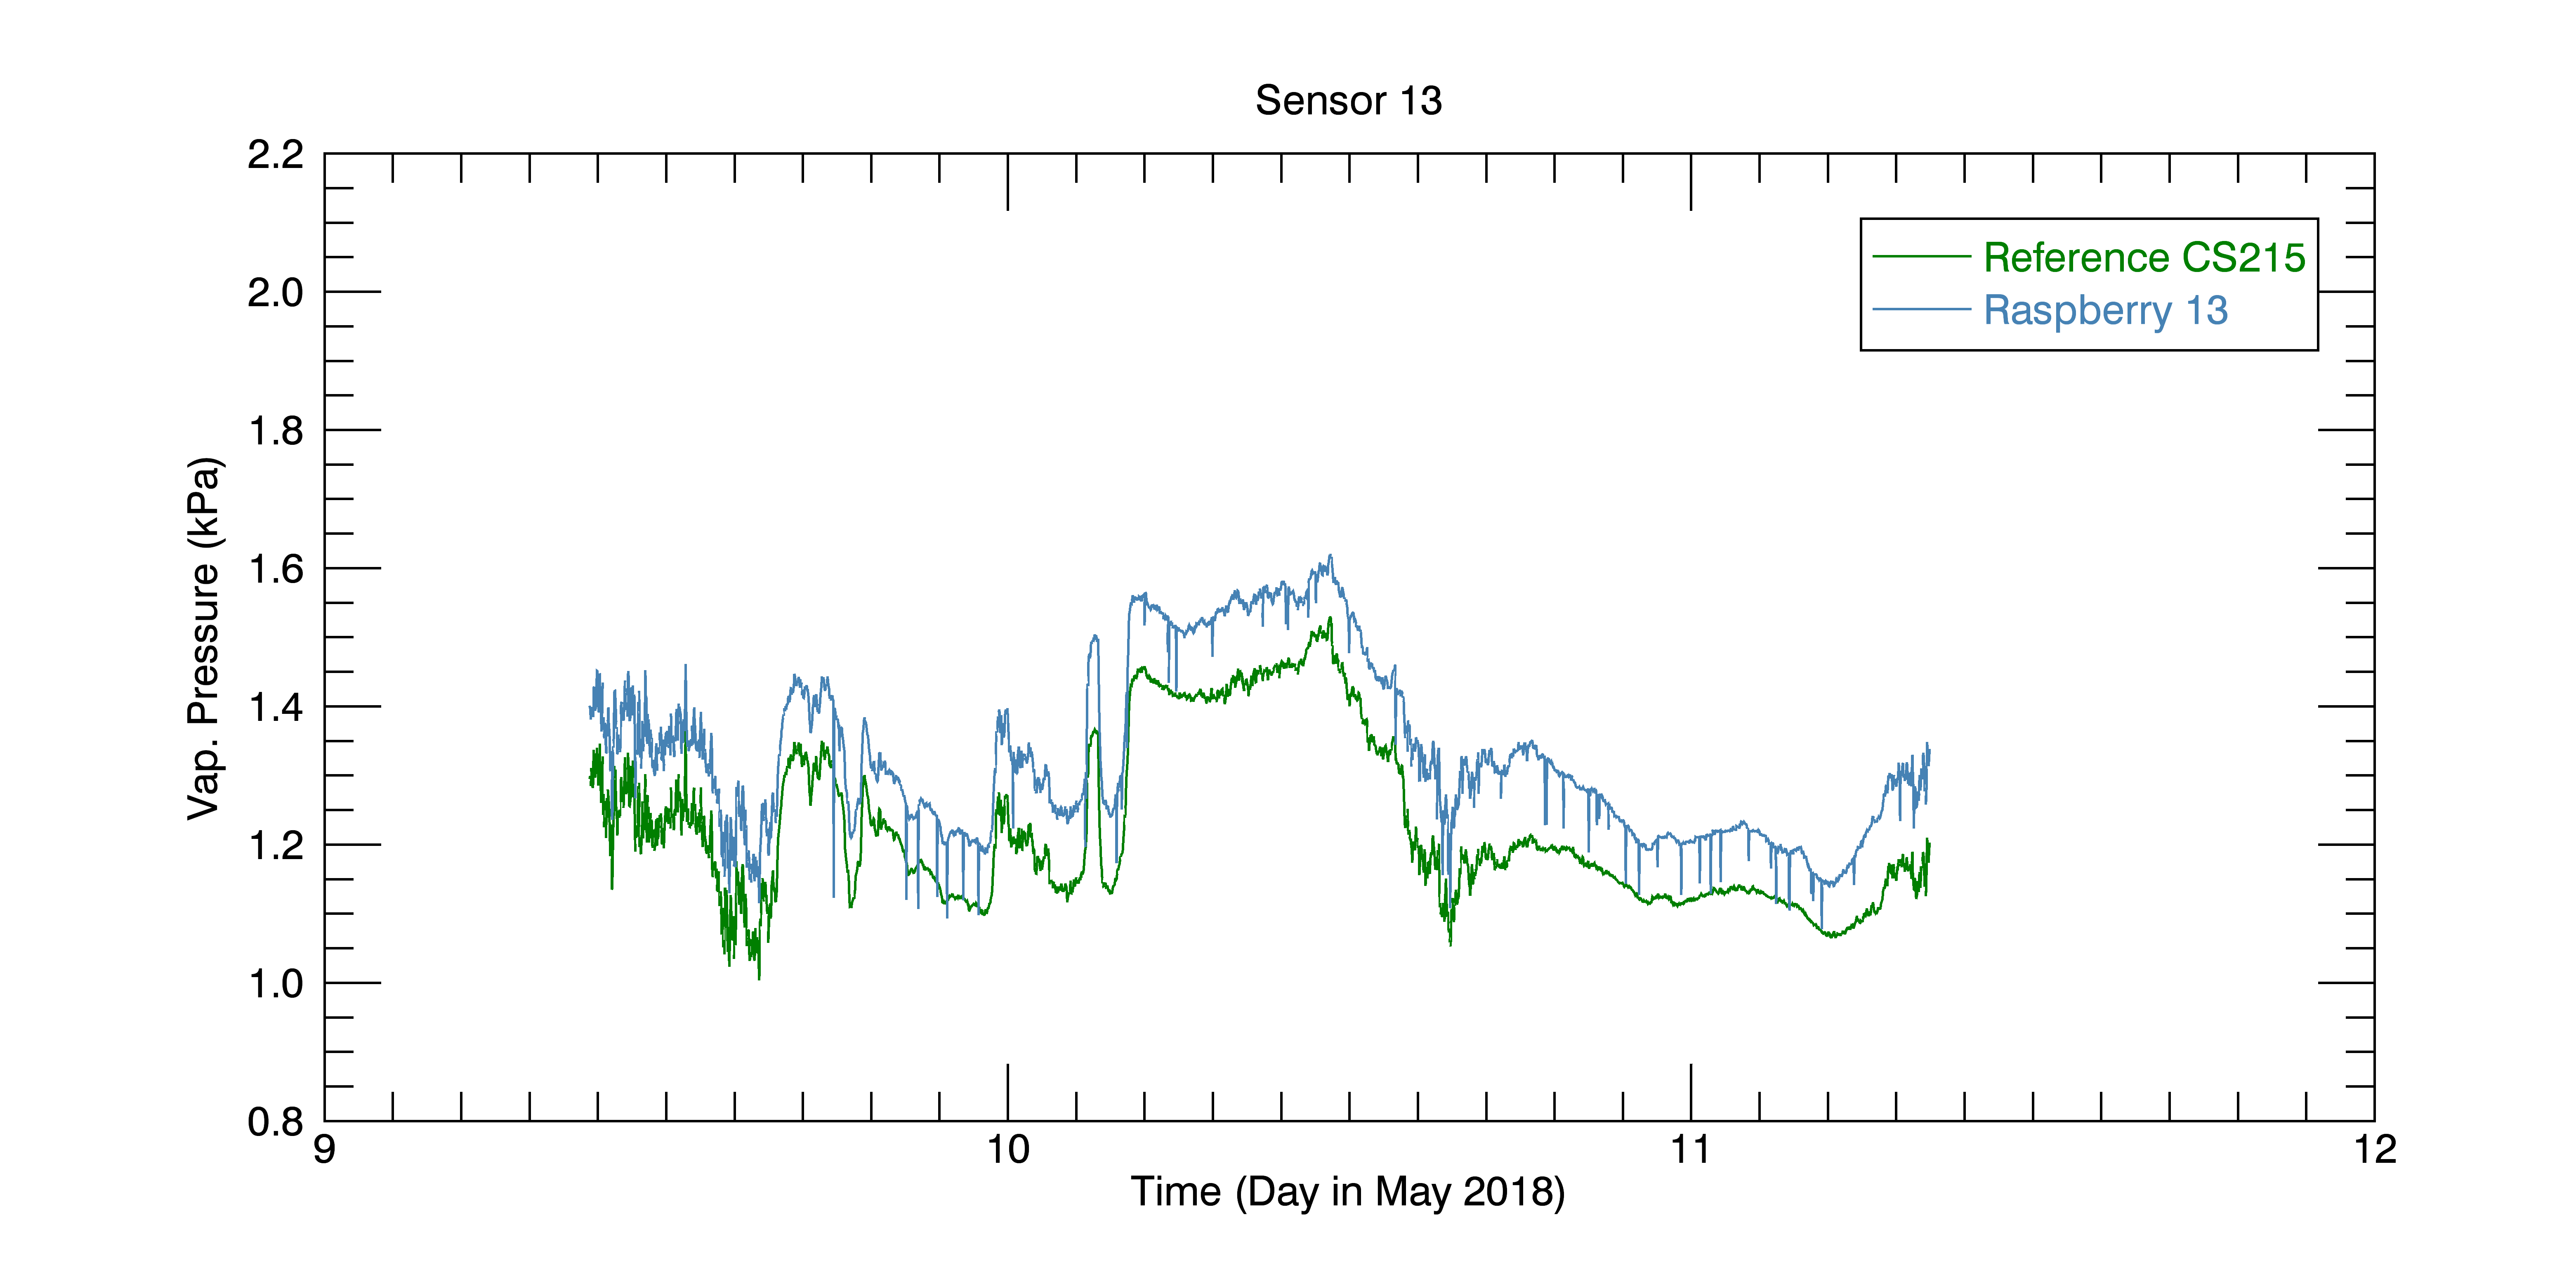 Sensor 13
2.2
2.0
1.8
1.6
1.4
1.2
1.0
0.8
Vap. Pressure (kPa)
Reference CS215
Raspberry 13
9
10
11
12
Time (Day in May 2018)